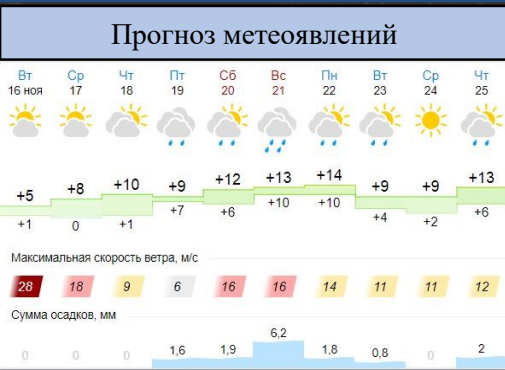 Прогноз метеоявлений
Вт Ср Чт Пт Сб Вс Пн Вт Ср Чт
16 ноя 17 18 19 20 21 22 23 24 25
+5 +8 +10 +9 +12 +13 +14 +9 +9 +13
+1 0 +1 +7 +6 +10 +10 +4 +2 +6
Максимальная скорость ветра, м/с
28 18 9 6 16 16 14 11 11 12
Сумма осадков, мм
0 0 0 1,6 1,9 6,2 1,8 0,8 0 2